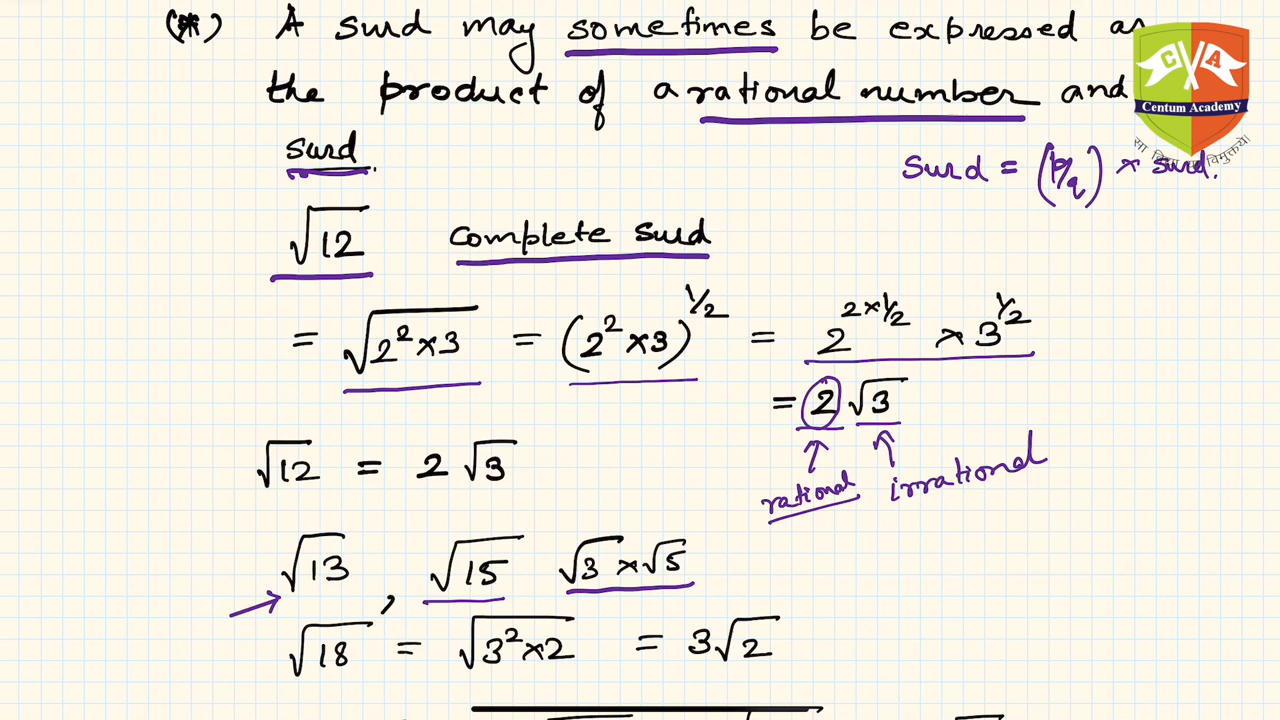 (*) A surd may sometimes be expressed as
the product of a rational number and
surd.
C A
Centum Academy
सा विद्या या विमुक्तये
surd = (p/q) × surd.
√12 complete surd
= √2² × 3 = (2² × 3)^1/2 = 2^2×1/2 × 3^1/2
= 2 √3
rational irrational
√12 = 2 √3
√13 , √15 √3 × √5
√18 = √3² × 2 = 3√2